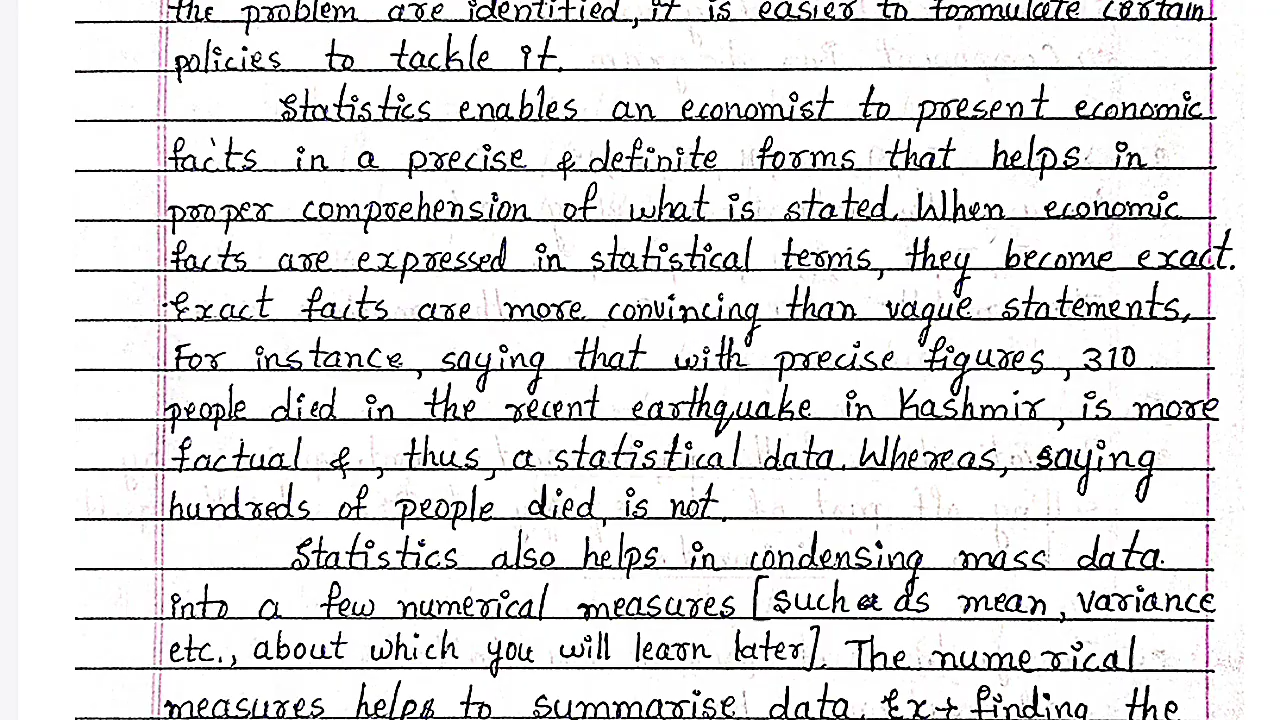 the problem are identified, it is easier to formulate certain
policies to tackle it.
Statistics enables an economist to present economic
facts in a precise & definite forms that helps in
proper comprehension of what is stated. When economic
facts are expressed in statistical terms, they become exact.
Exact facts are more convincing than vague statements.
For instance, saying that with precise figures, 310
people died in the recent earthquake in Kashmir, is more
factual &, thus, a statistical data. Whereas, saying
hundreds of people died, is not.
Statistics also helps in condensing mass data
into a few numerical measures [such as mean, variance
etc., about which you will learn later]. The numerical
measures helps to summarise data. Ex → finding the